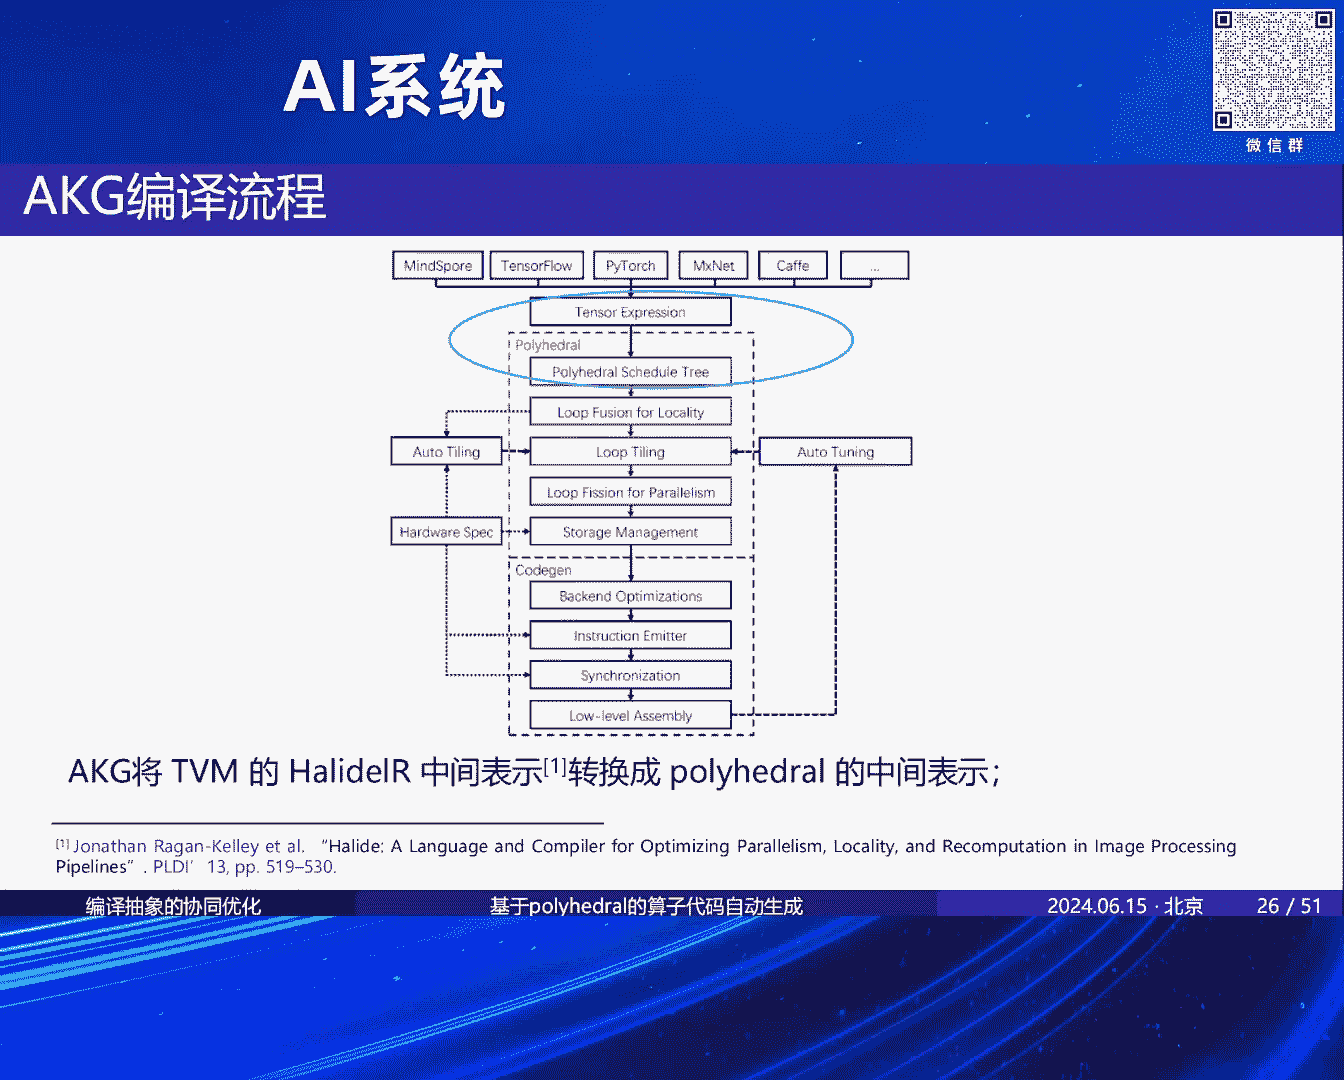 AI系统
微信群
AKG编译流程
MindSpore
TensorFlow
PyTorch
MxNet
Caffe
...
Tensor Expression
Polyhedral
Polyhedral Schedule Tree
Loop Fusion for Locality
Auto Tiling
Loop Tiling
Auto Tuning
Loop Fission for Parallelism
Hardware Spec
Storage Management
Codegen
Backend Optimizations
Instruction Emitter
Synchronization
Low-level Assembly
AKG将 TVM 的 HalideIR 中间表示[1]转换成 polyhedral 的中间表示；
[1] Jonathan Ragan-Kelley et al. “Halide: A Language and Compiler for Optimizing Parallelism, Locality, and Recomputation in Image Processing
Pipelines”. PLDI’13, pp. 519–530.
编译抽象的协同优化
基于polyhedral的算子代码自动生成
2024.06.15 · 北京
26 / 51